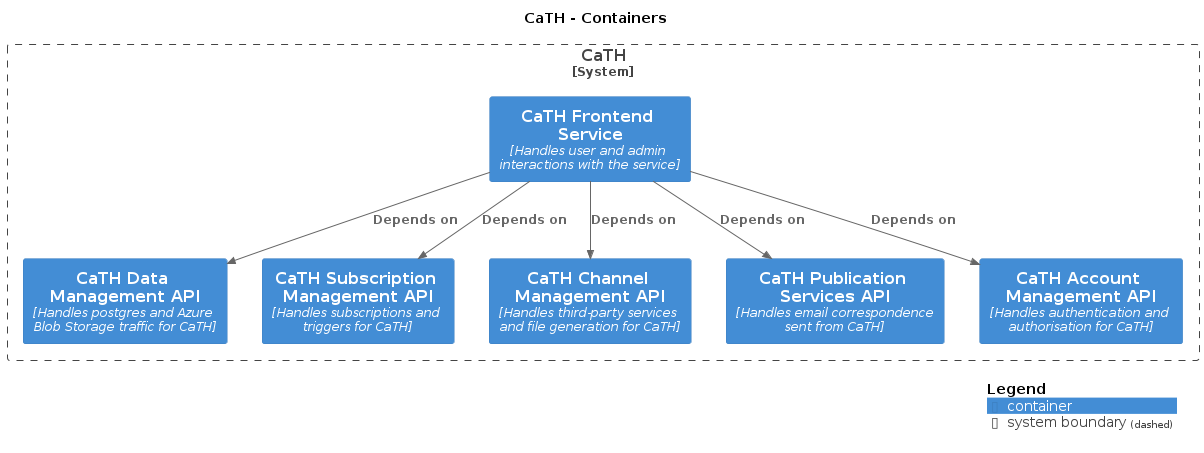 CaTH - Containers
CaTH
[System]
CaTH Frontend
Service
[Handles user and admin
interactions with the service]
Depends on
Depends on
Depends on
Depends on
Depends on
CaTH Data
Management API
[Handles postgres and Azure
Blob Storage traffic for CaTH]
CaTH Subscription
Management API
[Handles subscriptions and
triggers for CaTH]
CaTH Channel
Management API
[Handles third-party services
and file generation for CaTH]
CaTH Publication
Services API
[Handles email correspondence
sent from CaTH]
CaTH Account
Management API
[Handles authentication and
authorisation for CaTH]
Legend
container
system boundary (dashed)